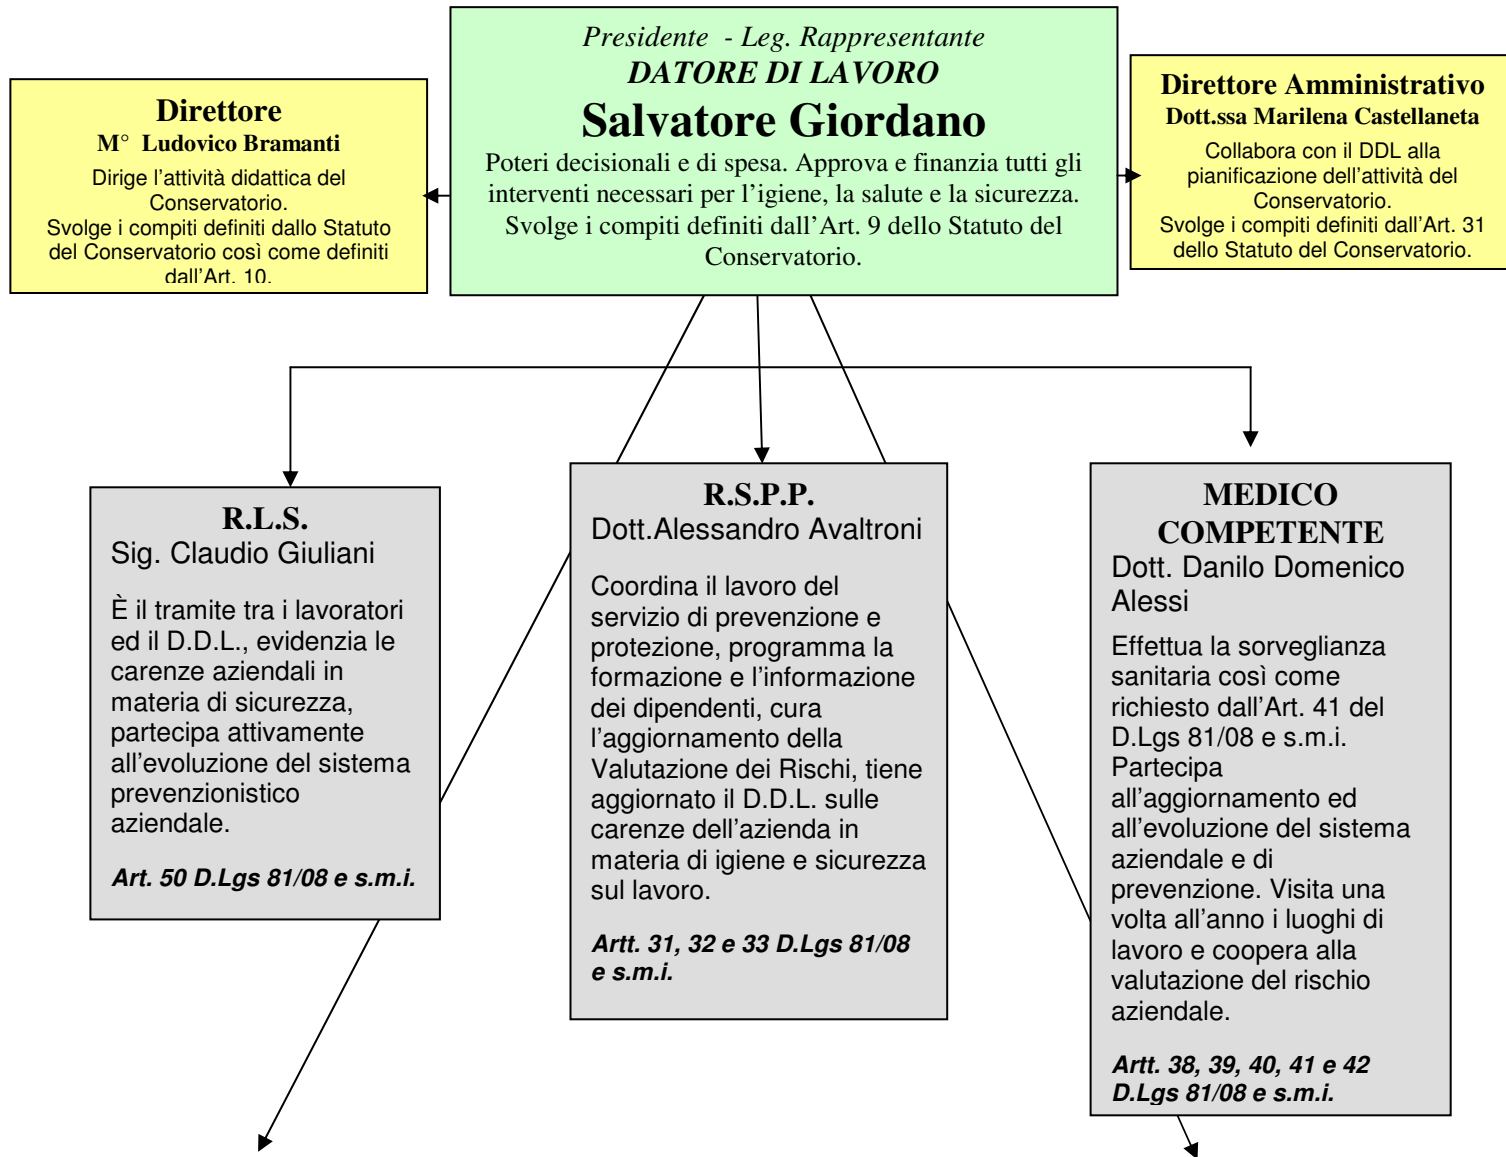 Presidente - Leg. Rappresentante
DATORE DI LAVORO
Salvatore Giordano
Poteri decisionali e di spesa. Approva e finanzia tutti gli
interventi necessari per l'igiene, la salute e la sicurezza.
Svolge i compiti definiti dall'Art. 9 dello Statuto del
Conservatorio.
Direttore
M° Ludovico Bramanti
Dirige l'attività didattica del
Conservatorio.
Svolge i compiti definiti dallo Statuto
del Conservatorio così come definiti
dall'Art. 10.
Direttore Amministrativo
Dott.ssa Marilena Castellaneta
Collabora con il DDL alla
pianificazione dell'attività del
Conservatorio.
Svolge i compiti definiti dall'Art. 31
dello Statuto del Conservatorio.
R.L.S.
Sig. Claudio Giuliani
È il tramite tra i lavoratori
ed il D.D.L., evidenzia le
carenze aziendali in
materia di sicurezza,
partecipa attivamente
all'evoluzione del sistema
prevenzionistico
aziendale.
Art. 50 D.Lgs 81/08 e s.m.i.
R.S.P.P.
Dott.Alessandro Avaltroni
Coordina il lavoro del
servizio di prevenzione e
protezione, programma la
formazione e l'informazione
dei dipendenti, cura
l'aggiornamento della
Valutazione dei Rischi, tiene
aggiornato il D.D.L. sulle
carenze dell'azienda in
materia di igiene e sicurezza
sul lavoro.
Artt. 31, 32 e 33 D.Lgs 81/08
e s.m.i.
MEDICO
COMPETENTE
Dott. Danilo Domenico
Alessi
Effettua la sorveglianza
sanitaria così come
richiesto dall'Art. 41 del
D.Lgs 81/08 e s.m.i.
Partecipa
all'aggiornamento ed
all'evoluzione del sistema
aziendale e di
prevenzione. Visita una
volta all'anno i luoghi di
lavoro e coopera alla
valutazione del rischio
aziendale.
Artt. 38, 39, 40, 41 e 42
D.Lgs 81/08 e s.m.i.